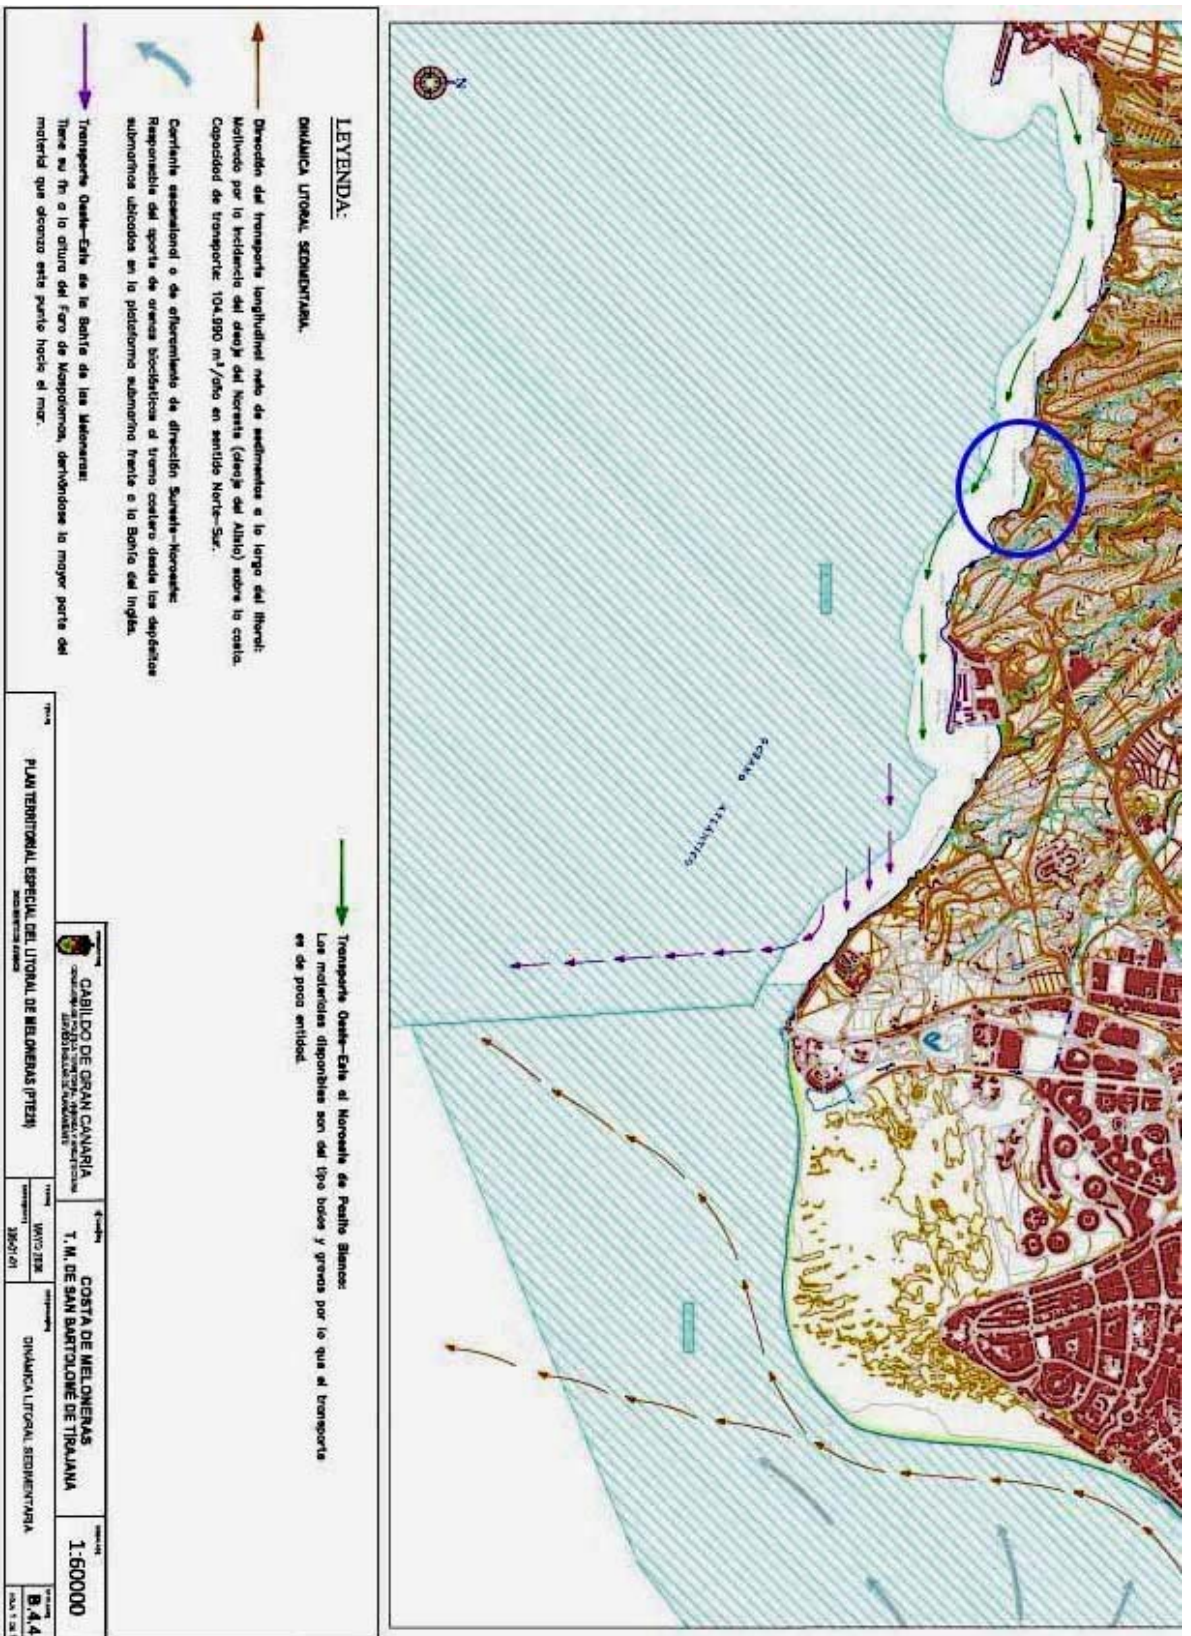 N
OCEANO
ATLÁNTICO
LEYENDA:
DINÁMICA LITORAL SEDIMENTARIA.
Dirección del transporte longitudinal neto de sedimentos a lo largo del litoral:
Motivado por la incidencia del oleaje del Noreste (oleaje del Alisio) sobre la costa.
Capacidad de transporte: 104.990 m³/año en sentido Norte-Sur.
Corriente ascensional o de afloramiento de dirección Sureste-Noroeste:
Responsable del aporte de arenas bioclásticas al tramo costero desde los depósitos
submarinos ubicados en la plataforma submarina frente a la Bahía del Inglés.
Transporte Oeste-Este de la Bahía de las Meloneras:
Tiene su fin a la altura del Faro de Maspalomas, derivándose la mayor parte del
material que alcanza este punto hacia el mar.
Transporte Oeste-Este al Noroeste de Pasito Blanco:
Los materiales disponibles son del tipo bolos y gravas por lo que el transporte
es de poca entidad.
PLAN TERRITORIAL ESPECIAL DEL LITORAL DE MELONERAS (PTE28)
CABILDO DE GRAN CANARIA
COSTA DE MELONERAS
T. M. DE SAN BARTOLOMÉ DE TIRAJANA
1:60000
MAYO
DINÁMICA LITORAL SEDIMENTARIA
B.4.4